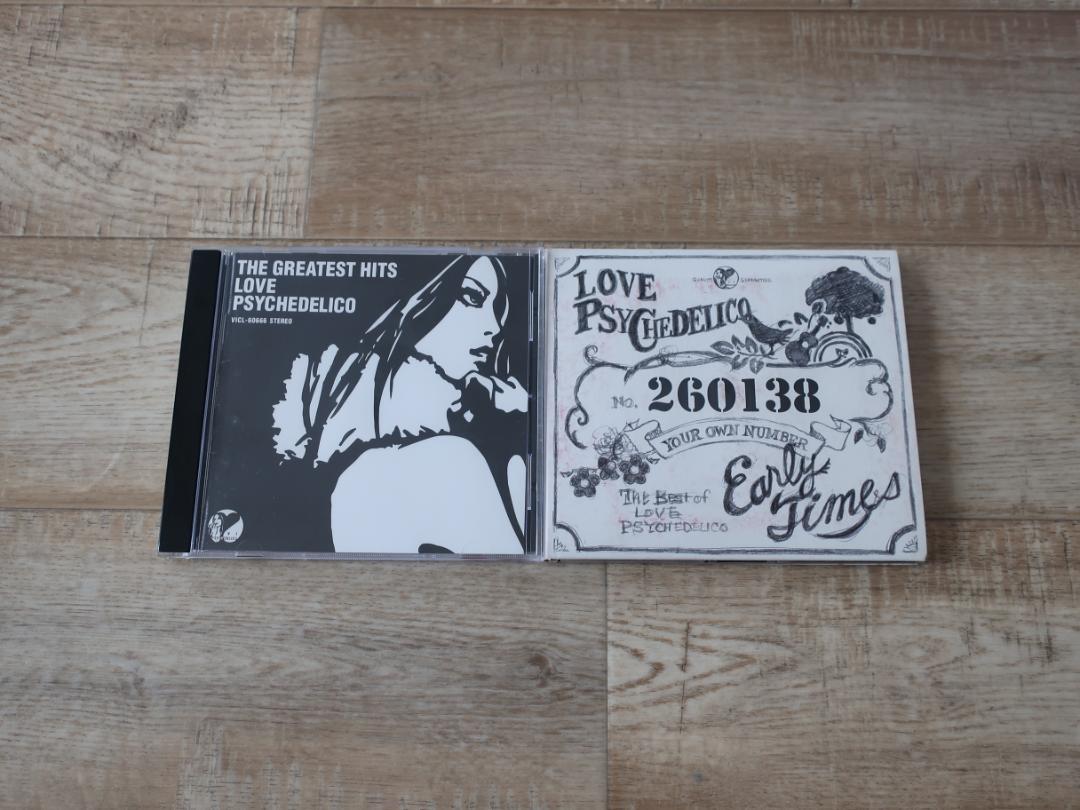 THE GREATEST HITS
LOVE
PSYCHEDELICO
VICL-60666 STEREO
LOVE
PSYCHEDELICO
No. 260138
YOUR OWN NUMBER
Early
Times
The Best of
LOVE
PSYCHEDELICO